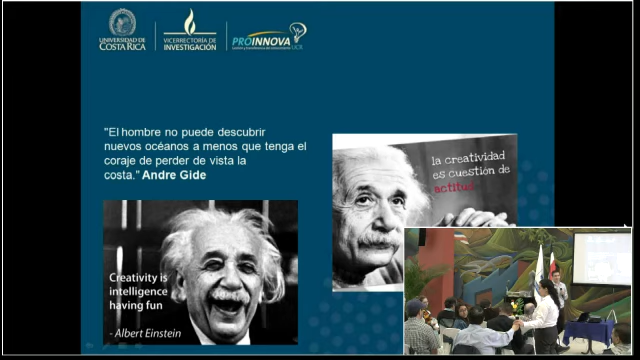 UNIVERSIDAD DE
COSTA RICA
VICERRECTORÍA DE
INVESTIGACIÓN
PROINNOVA
UCR
"El hombre no puede descubrir
nuevos océanos a menos que tenga el
coraje de perder de vista la
costa." Andre Gide
la creatividad
es cuestión de
actitud
Creativity is
intelligence
having fun
- Albert Einstein